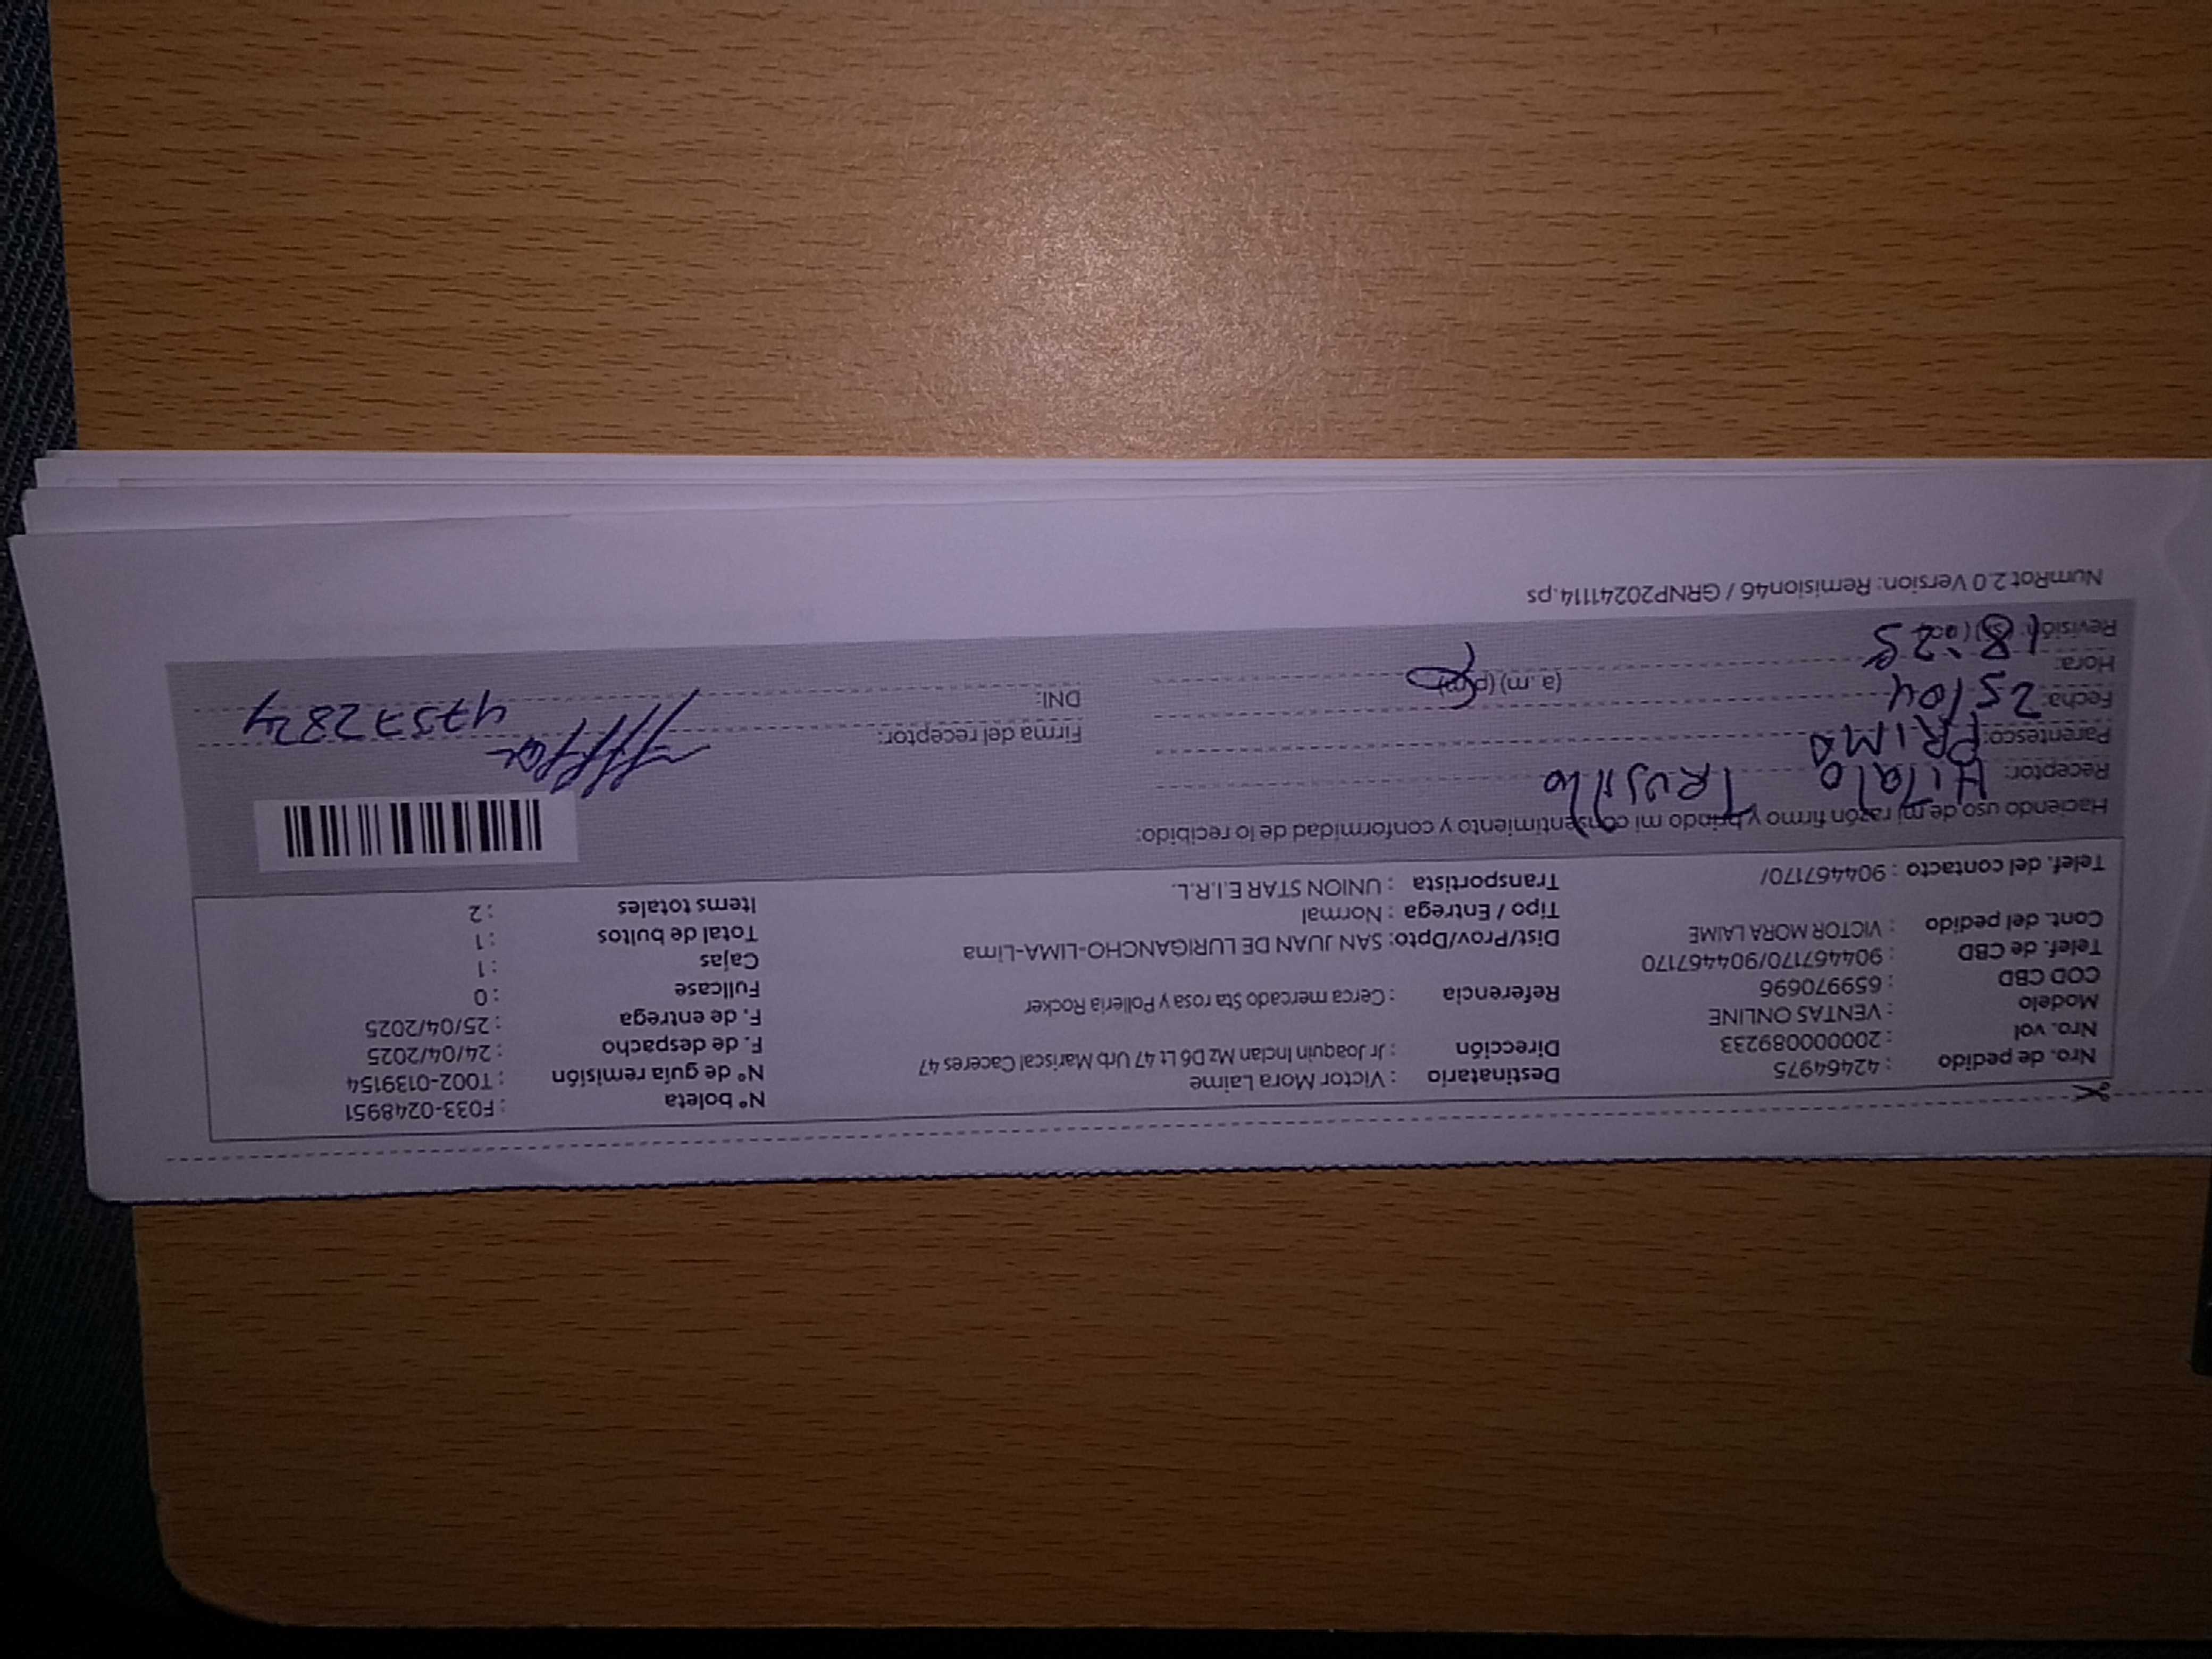 Nro. de pedido : 42464975
Nro. vol : 2000000892​33
Modelo : VENTAS ONLINE
COD CBD : 659970696
Telef. de CBD : 904467170/904467170
Cont. del pedido : VICTOR MORA LAIME
Telef. del contacto : 904467170/
Destinatario : Victor Mora Laime
Dirección : Jr Joaquin Inclan Mz D6 Lt 47 Urb Mariscal Caceres 47
Referencia : Cerca mercado Sta rosa y Polleria Rocker
Dist/Prov/Dpto: SAN JUAN DE LURIGANCHO-LIMA-Lima
Tipo / Entrega : Normal
Transportista : UNION STAR E.I.R.L.
N° boleta : F033-0248951
N° de guía remisión : T002-0139154
F. de despacho : 24/04/2025
F. de entrega : 25/04/2025
Fullcase : 0
Cajas : 1
Total de bultos : 1
Items totales : 2
Haciendo uso de mi razón firmo y brindo mi consentimiento y conformidad de lo recibido:
Receptor: HITALO TRUSILLO
Parentesco: PRIMO
Fecha: 25/04
Hora: 18:25 (a.m) (p.m)
Revisión:
Firma del receptor:
DNI: 47572834
NumRot 2.0 Version: Remision46 / GRNP20241114.ps